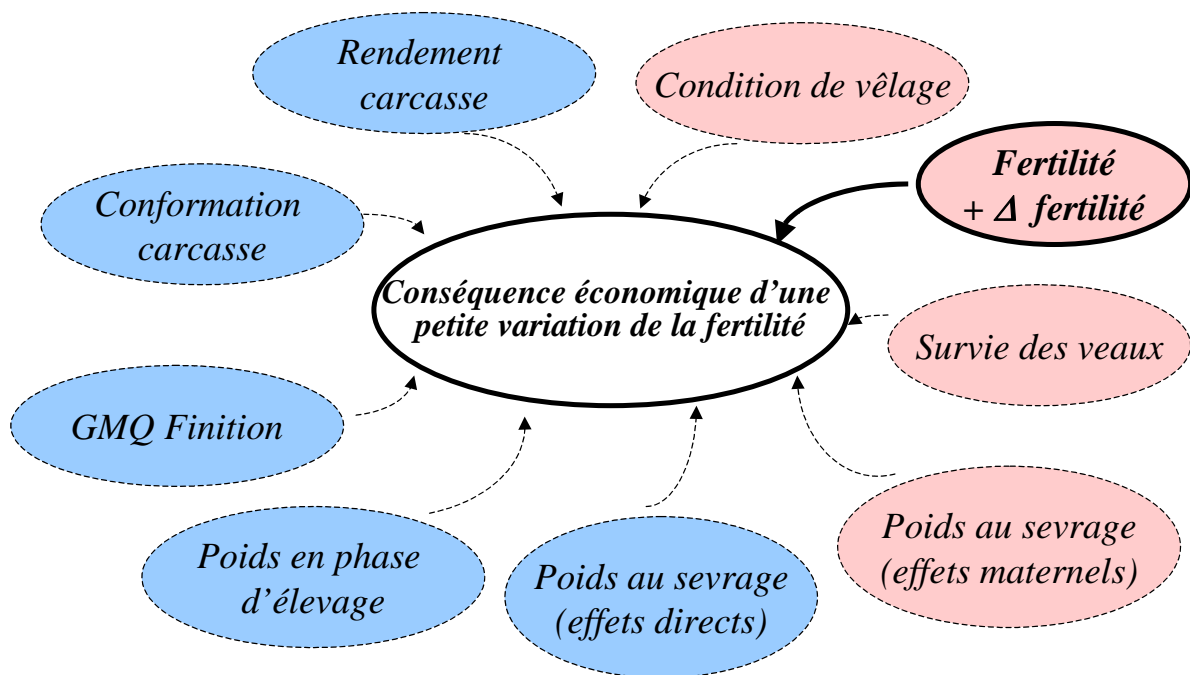 Rendement
carcasse
Condition de vêlage
Fertilité
+ Δ fertilité
Conformation
carcasse
Conséquence économique d’une
petite variation de la fertilité
Survie des veaux
GMQ Finition
Poids au sevrage
(effets maternels)
Poids en phase
d’élevage
Poids au sevrage
(effets directs)